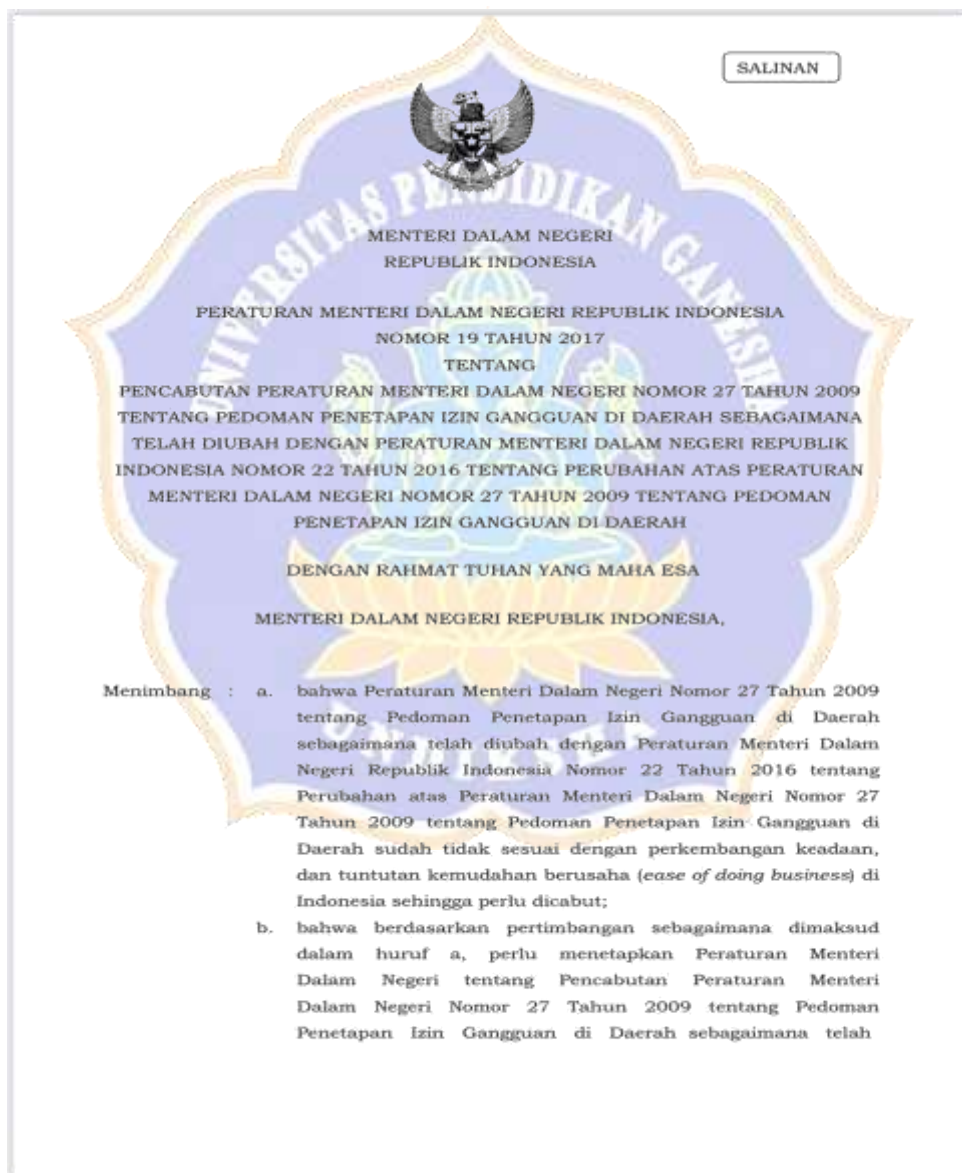 SALINAN
UNIVERSITAS PENDIDIKAN GANESHA
MENTERI DALAM NEGERI
REPUBLIK INDONESIA
PERATURAN MENTERI DALAM NEGERI REPUBLIK INDONESIA
NOMOR 19 TAHUN 2017
TENTANG
PENCABUTAN PERATURAN MENTERI DALAM NEGERI NOMOR 27 TAHUN 2009
TENTANG PEDOMAN PENETAPAN IZIN GANGGUAN DI DAERAH SEBAGAIMANA
TELAH DIUBAH DENGAN PERATURAN MENTERI DALAM NEGERI REPUBLIK
INDONESIA NOMOR 22 TAHUN 2016 TENTANG PERUBAHAN ATAS PERATURAN
MENTERI DALAM NEGERI NOMOR 27 TAHUN 2009 TENTANG PEDOMAN
PENETAPAN IZIN GANGGUAN DI DAERAH
DENGAN RAHMAT TUHAN YANG MAHA ESA
MENTERI DALAM NEGERI REPUBLIK INDONESIA,
Menimbang : a. bahwa Peraturan Menteri Dalam Negeri Nomor 27 Tahun 2009
tentang Pedoman Penetapan Izin Gangguan di Daerah
sebagaimana telah diubah dengan Peraturan Menteri Dalam
Negeri Republik Indonesia Nomor 22 Tahun 2016 tentang
Perubahan atas Peraturan Menteri Dalam Negeri Nomor 27
Tahun 2009 tentang Pedoman Penetapan Izin Gangguan di
Daerah sudah tidak sesuai dengan perkembangan keadaan,
dan tuntutan kemudahan berusaha (ease of doing business) di
Indonesia sehingga perlu dicabut;
b. bahwa berdasarkan pertimbangan sebagaimana dimaksud
dalam huruf a, perlu menetapkan Peraturan Menteri
Dalam Negeri tentang Pencabutan Peraturan Menteri
Dalam Negeri Nomor 27 Tahun 2009 tentang Pedoman
Penetapan Izin Gangguan di Daerah sebagaimana telah
UNDIKSHA